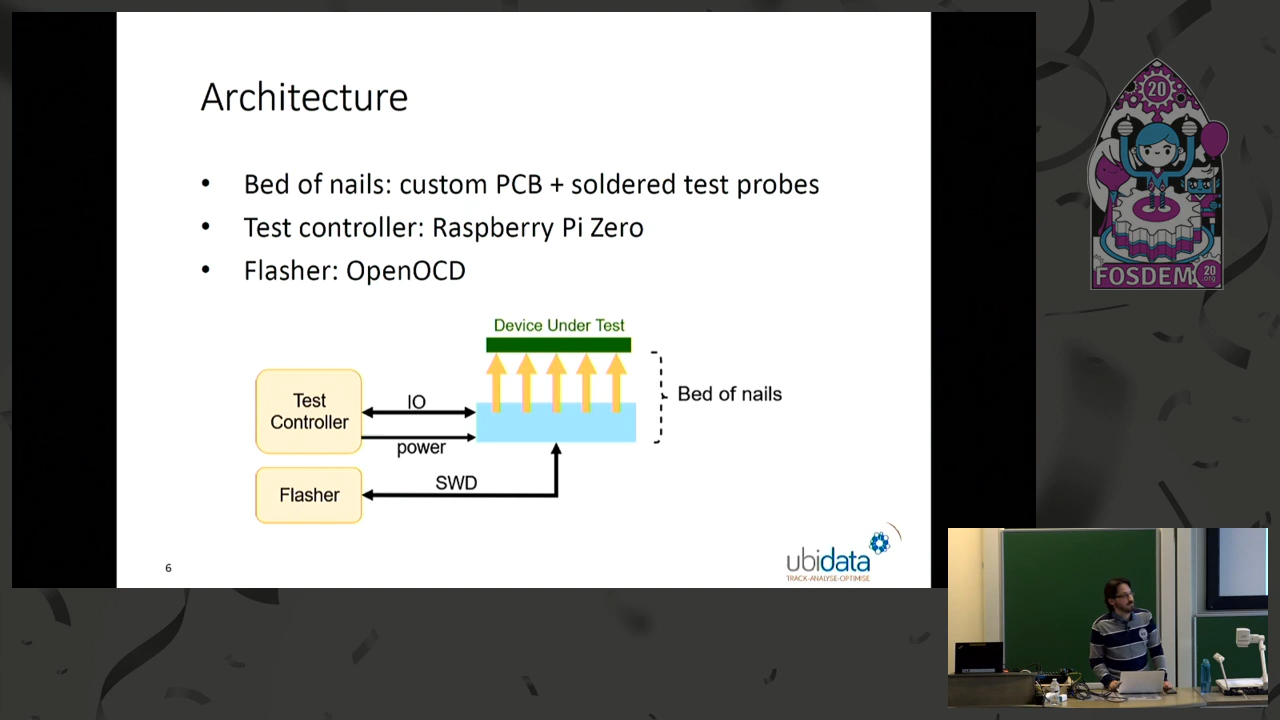 Architecture
• Bed of nails: custom PCB + soldered test probes
• Test controller: Raspberry Pi Zero
• Flasher: OpenOCD
Device Under Test
Test
Controller
IO
power
Bed of nails
Flasher
SWD
6
ubidata
TRACK-ANALYSE-OPTIMISE
20
FOSDEM
20
.org